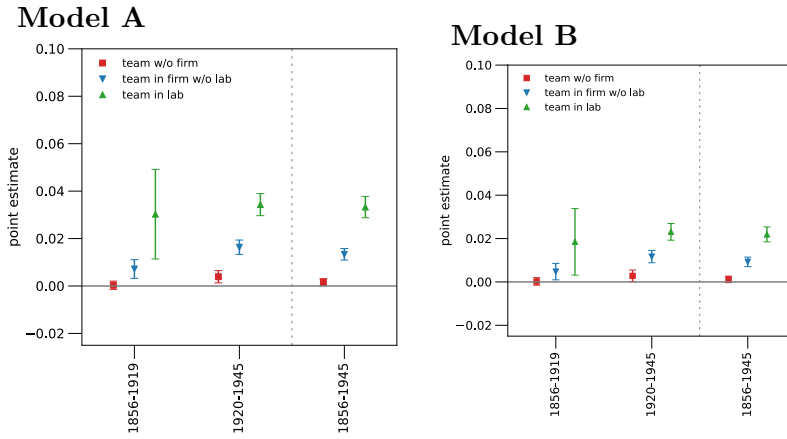 Model A
0.10
0.08
0.06
0.04
0.02
0.00
−0.02
point estimate
team w/o firm
team in firm w/o lab
team in lab
1856-1919
1920-1945
1856-1945
Model B
0.10
0.08
0.06
0.04
0.02
0.00
−0.02
point estimate
team w/o firm
team in firm w/o lab
team in lab
1856-1919
1920-1945
1856-1945